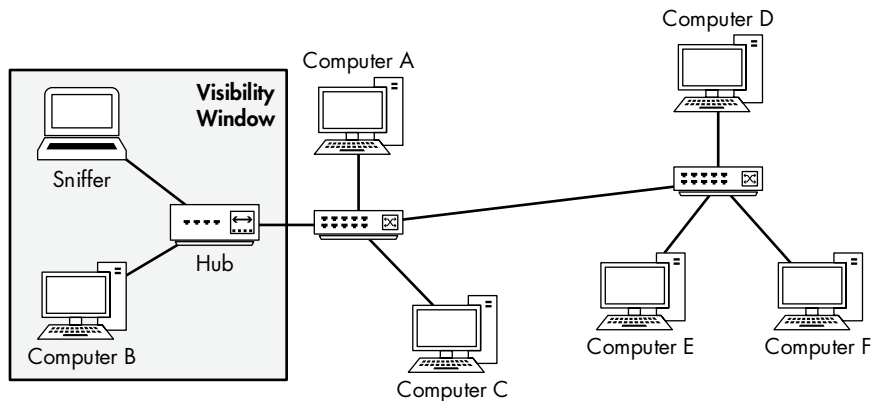 Computer D
Computer A
Visibility
Window
Sniffer
Hub
Computer B
Computer C
Computer E
Computer F